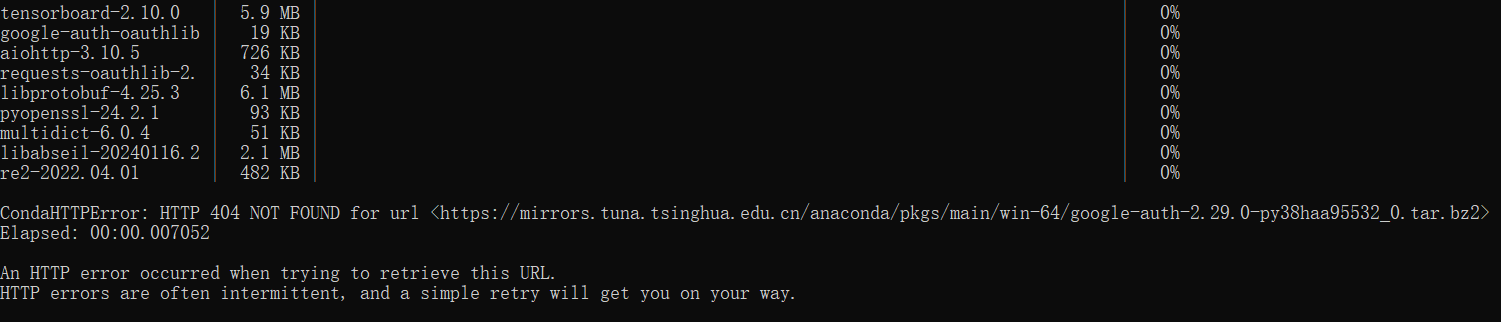 tensorboard-2.10.0 | 5.9 MB | | 0%
google-auth-oauthlib | 19 KB | | 0%
aiohttp-3.10.5 | 726 KB | | 0%
requests-oauthlib-2. | 34 KB | | 0%
libprotobuf-4.25.3 | 6.1 MB | | 0%
pyopenssl-24.2.1 | 93 KB | | 0%
multidict-6.0.4 | 51 KB | | 0%
libabseil-20240116.2 | 2.1 MB | | 0%
re2-2022.04.01 | 482 KB | | 0%
CondaHTTPError: HTTP 404 NOT FOUND for url <https://mirrors.tuna.tsinghua.edu.cn/anaconda/pkgs/main/win-64/google-auth-2.29.0-py38haa95532_0.tar.bz2>
Elapsed: 00:00.007052
An HTTP error occurred when trying to retrieve this URL.
HTTP errors are often intermittent, and a simple retry will get you on your way.